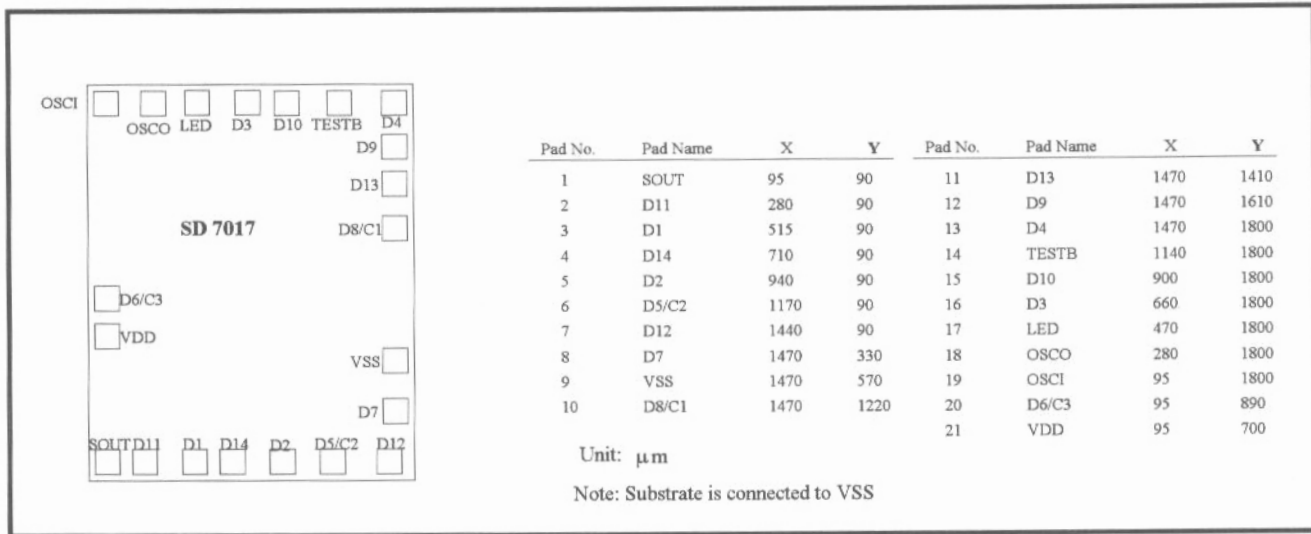 OSCI
OSCO LED D3 D10 TESTB D4
D9
D13
SD 7017 D8/C1
D6/C3
VDD
VSS
D7
SOUT D11 D1 D14 D2 D5/C2 D12
Pad No. Pad Name X Y Pad No. Pad Name X Y
1 SOUT 95 90 11 D13 1470 1410
2 D11 280 90 12 D9 1470 1610
3 D1 515 90 13 D4 1470 1800
4 D14 710 90 14 TESTB 1140 1800
5 D2 940 90 15 D10 900 1800
6 D5/C2 1170 90 16 D3 660 1800
7 D12 1440 90 17 LED 470 1800
8 D7 1470 330 18 OSCO 280 1800
9 VSS 1470 570 19 OSCI 95 1800
10 D8/C1 1470 1220 20 D6/C3 95 890
21 VDD 95 700
Unit: μm
Note: Substrate is connected to VSS